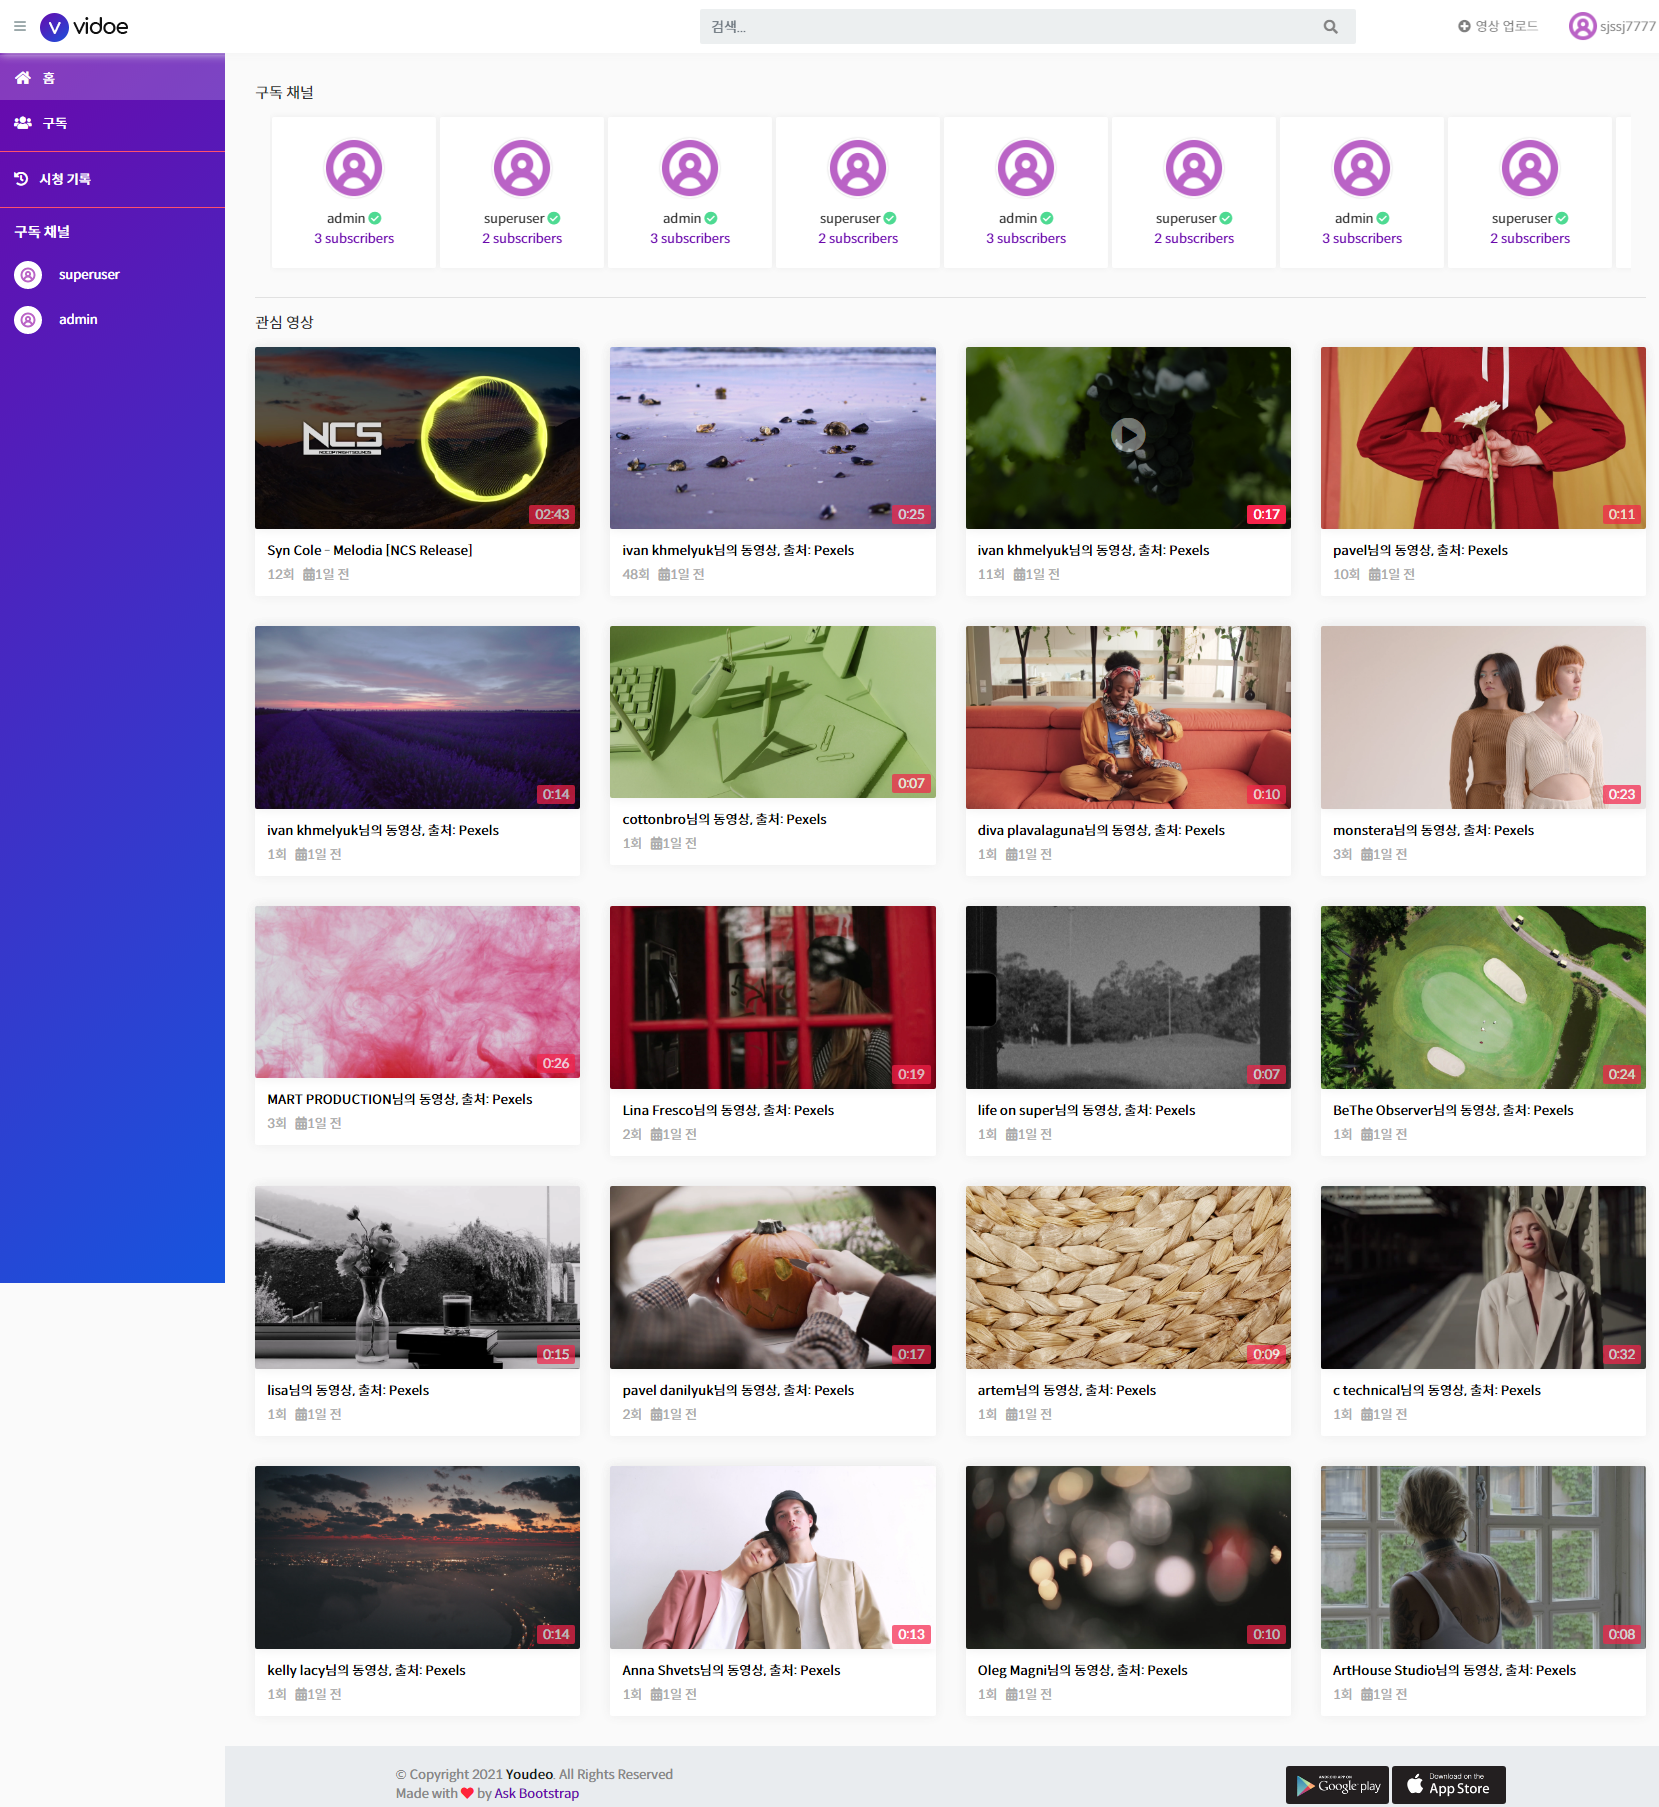 vidoe
검색...
영상 업로드
sjssj7777
홈
구독
시청 기록
구독 채널
superuser
admin
구독 채널
admin
3 subscribers
superuser
2 subscribers
admin
3 subscribers
superuser
2 subscribers
admin
3 subscribers
superuser
2 subscribers
admin
3 subscribers
superuser
2 subscribers
관심 영상
NCS
NOCOPYRIGHTSOUNDS
02:43
Syn Cole - Melodia [NCS Release]
12회 1일 전
0:25
ivan khmelyuk님의 동영상, 출처: Pexels
48회 1일 전
0:17
ivan khmelyuk님의 동영상, 출처: Pexels
11회 1일 전
0:11
pavel님의 동영상, 출처: Pexels
10회 1일 전
0:14
ivan khmelyuk님의 동영상, 출처: Pexels
1회 1일 전
0:07
cottonbro님의 동영상, 출처: Pexels
1회 1일 전
0:10
diva plavalaguna님의 동영상, 출처: Pexels
1회 1일 전
0:23
monstera님의 동영상, 출처: Pexels
3회 1일 전
0:26
MART PRODUCTION님의 동영상, 출처: Pexels
3회 1일 전
0:19
Lina Fresco님의 동영상, 출처: Pexels
2회 1일 전
0:07
life on super님의 동영상, 출처: Pexels
1회 1일 전
0:24
BeThe Observer님의 동영상, 출처: Pexels
1회 1일 전
0:15
lisa님의 동영상, 출처: Pexels
1회 1일 전
0:17
pavel danilyuk님의 동영상, 출처: Pexels
2회 1일 전
0:09
artem님의 동영상, 출처: Pexels
1회 1일 전
0:32
c technical님의 동영상, 출처: Pexels
1회 1일 전
0:14
kelly lacy님의 동영상, 출처: Pexels
1회 1일 전
0:13
Anna Shvets님의 동영상, 출처: Pexels
1회 1일 전
0:10
Oleg Magni님의 동영상, 출처: Pexels
1회 1일 전
0:08
ArtHouse Studio님의 동영상, 출처: Pexels
1회 1일 전
© Copyright 2021 Youdeo. All Rights Reserved
Made with by Ask Bootstrap
ANDROID APP ON
Google play
Download on the
App Store